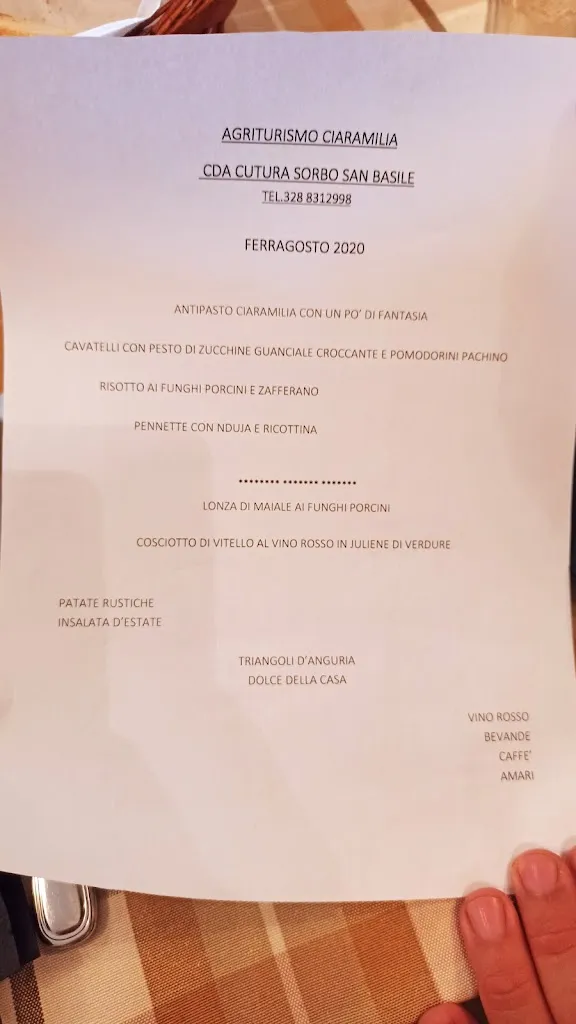 AGRITURISMO CIARAMILIA
CDA CUTURA SORBO SAN BASILE
TEL.328 8312998
FERRAGOSTO 2020
ANTIPASTO CIARAMILIA CON UN PO' DI FANTASIA
CAVATELLI CON PESTO DI ZUCCHINE GUANCIALE CROCCANTE E POMODORINI PACHINO
RISOTTO AI FUNGHI PORCINI E ZAFFERANO
PENNETTE CON NDUJA E RICOTTINA
........ ....... .......
LONZA DI MAIALE AI FUNGHI PORCINI
COSCIOTTO DI VITELLO AL VINO ROSSO IN JULIENE DI VERDURE
PATATE RUSTICHE
INSALATA D'ESTATE
TRIANGOLI D'ANGURIA
DOLCE DELLA CASA
VINO ROSSO
BEVANDE
CAFFE'
AMARI